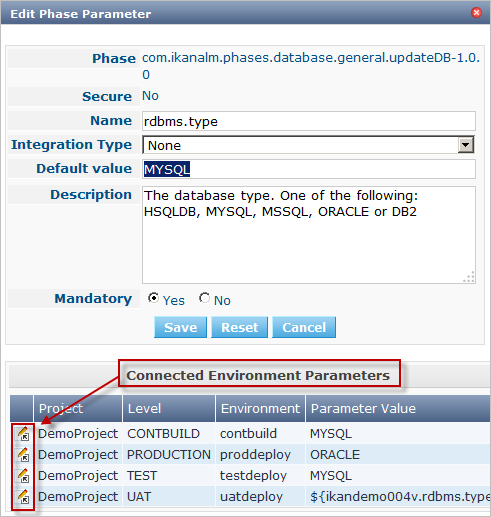 Edit Phase Parameter
Phase com.ikanalm.phases.database.general.updateDB-1.0.
0
Secure No
Name rdbms.type
Integration Type None
Default value MYSQL
Description The database type. One of the following:
HSQLDB, MYSQL, MSSQL, ORACLE or DB2
Mandatory Yes No
Save Reset Cancel
Connected Environment Parameters
Project Level Environment Parameter Value
DemoProject CONTBUILD contbuild MYSQL
DemoProject PRODUCTION proddeploy ORACLE
DemoProject TEST testdeploy MYSQL
DemoProject UAT uatdeploy ${ikandemo004v.rdbms.type